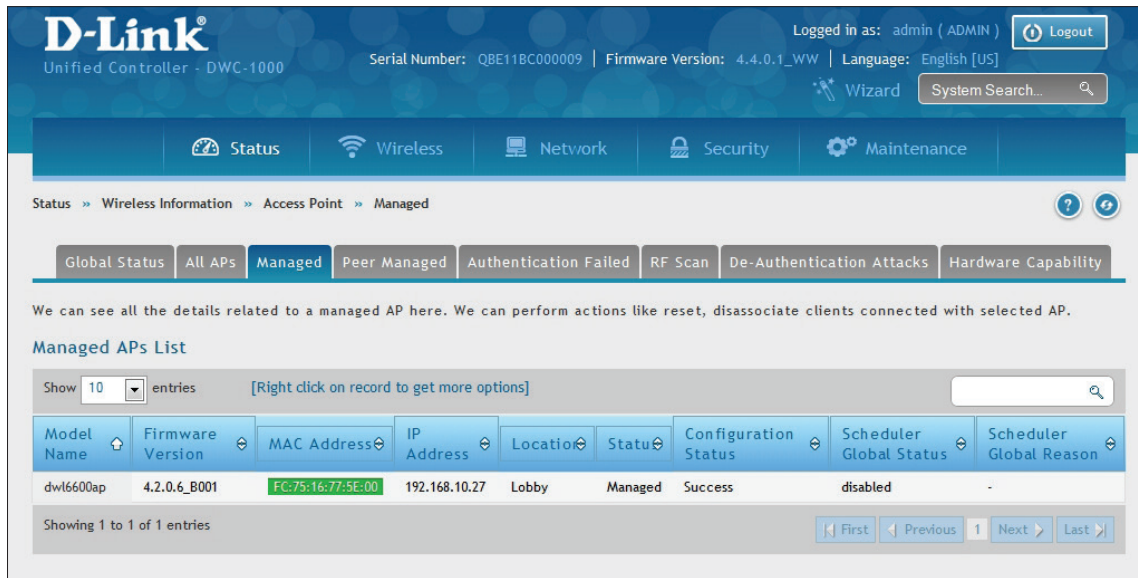 D-Link
Unified Controller - DWC-1000
Logged in as: admin ( ADMIN )
Logout
Serial Number: QBE11BC000009 | Firmware Version: 4.4.0.1_WW | Language: English [US]
Wizard
System Search...
Status
Wireless
Network
Security
Maintenance
Status » Wireless Information » Access Point » Managed
?
Global Status
All APs
Managed
Peer Managed
Authentication Failed
RF Scan
De-Authentication Attacks
Hardware Capability
We can see all the details related to a managed AP here. We can perform actions like reset, disassociate clients connected with selected AP.
Managed APs List
Show 10 entries
[Right click on record to get more options]
Model Name
Firmware Version
MAC Address
IP Address
Location
Status
Configuration Status
Scheduler Global Status
Scheduler Global Reason
dwl6600ap 4.2.0.6_B001 FC:75:16:77:5E:00 192.168.10.27 Lobby Managed Success disabled -
Showing 1 to 1 of 1 entries
First
Previous
1
Next
Last